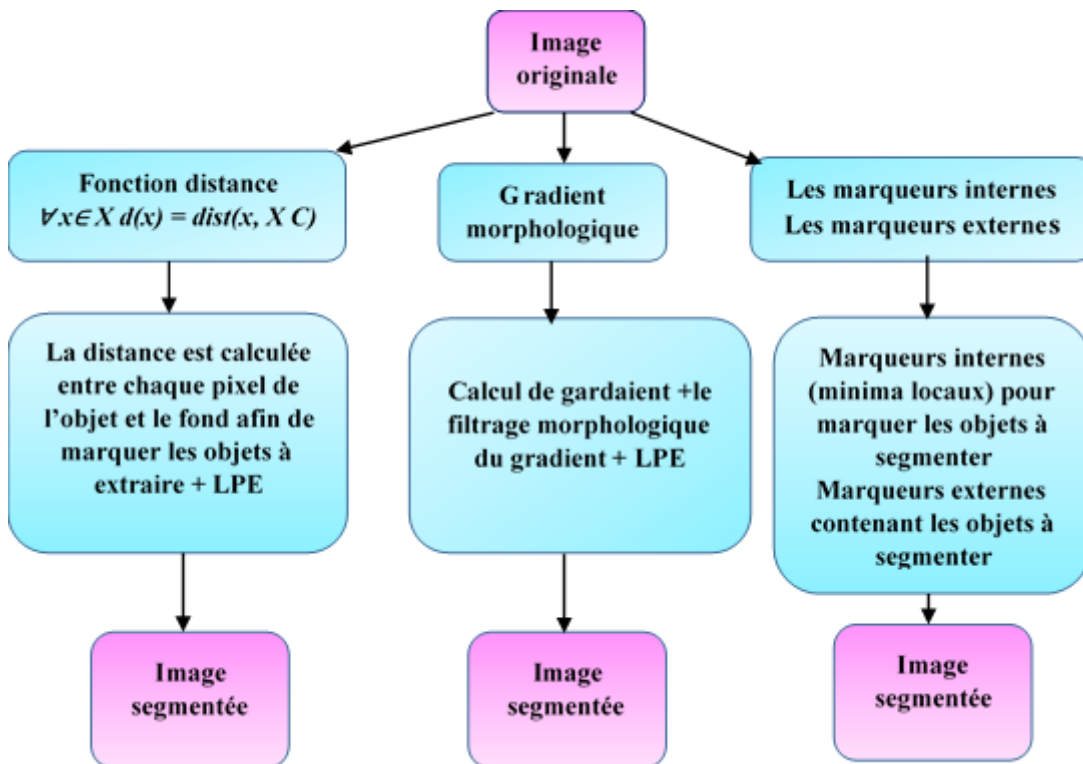 Image
originale
Fonction distance
∀ x∈ X d(x) = dist(x, X C)
Gradient
morphologique
Les marqueurs internes
Les marqueurs externes
La distance est calculée
entre chaque pixel de
l'objet et le fond afin de
marquer les objets à
extraire + LPE
Calcul de gardaient +le
filtrage morphologique
du gradient + LPE
Marqueurs internes
(minima locaux) pour
marquer les objets à
segmenter
Marqueurs externes
contenant les objets à
segmenter
Image
segmentée
Image
segmentée
Image
segmentée